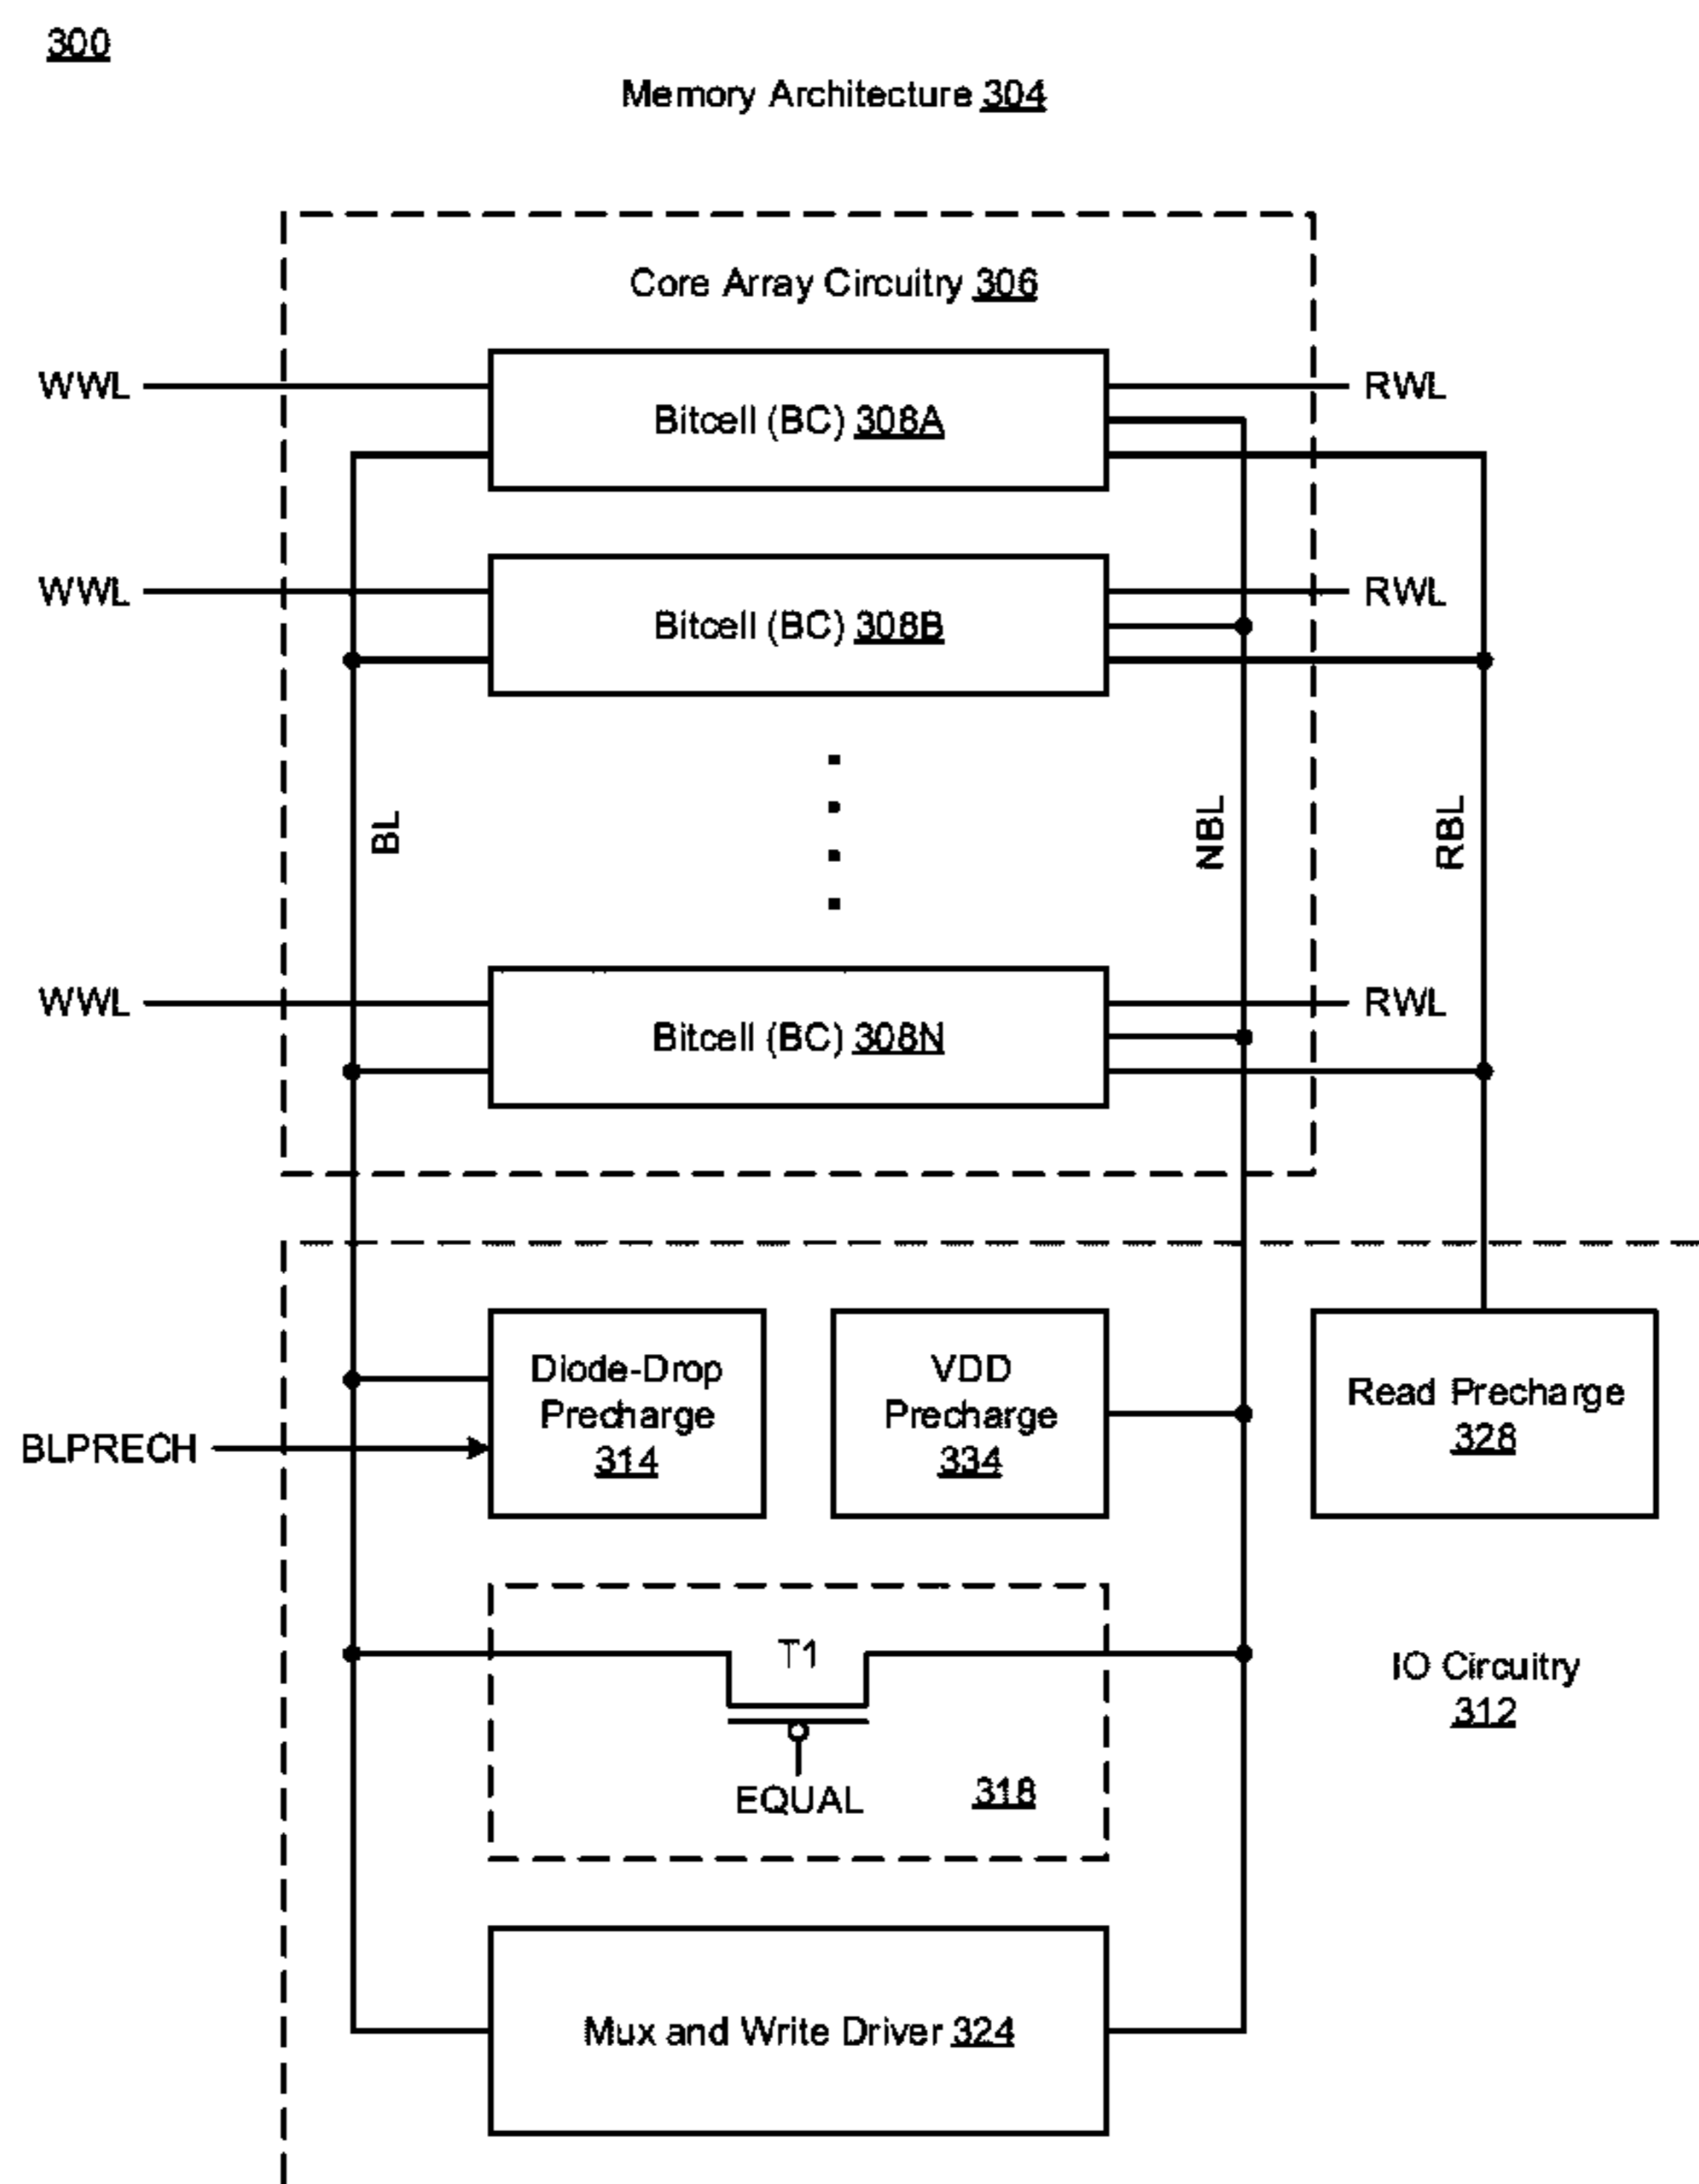 300
Memory Architecture 304
Core Array Circuitry 306
WWL
Bitcell (BC) 308A
RWL
WWL
Bitcell (BC) 308B
RWL
BL
NBL
RBL
WWL
Bitcell (BC) 308N
RWL
Diode-Drop
Precharge
314
VDD
Precharge
334
Read Precharge
328
BLPRECH
T1
EQUAL
318
IO Circuitry
312
Mux and Write Driver 324